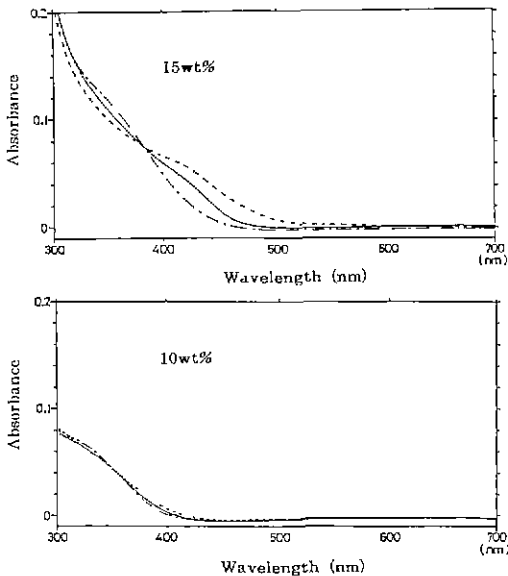 0.2
15wt%
Absorbance
0.1
0
300 400 500 600 700
(nm)
Wavelength (nm)
0.2
10wt%
Absorbance
0.1
0
300 400 500 600 700
(nm)
Wavelength (nm)